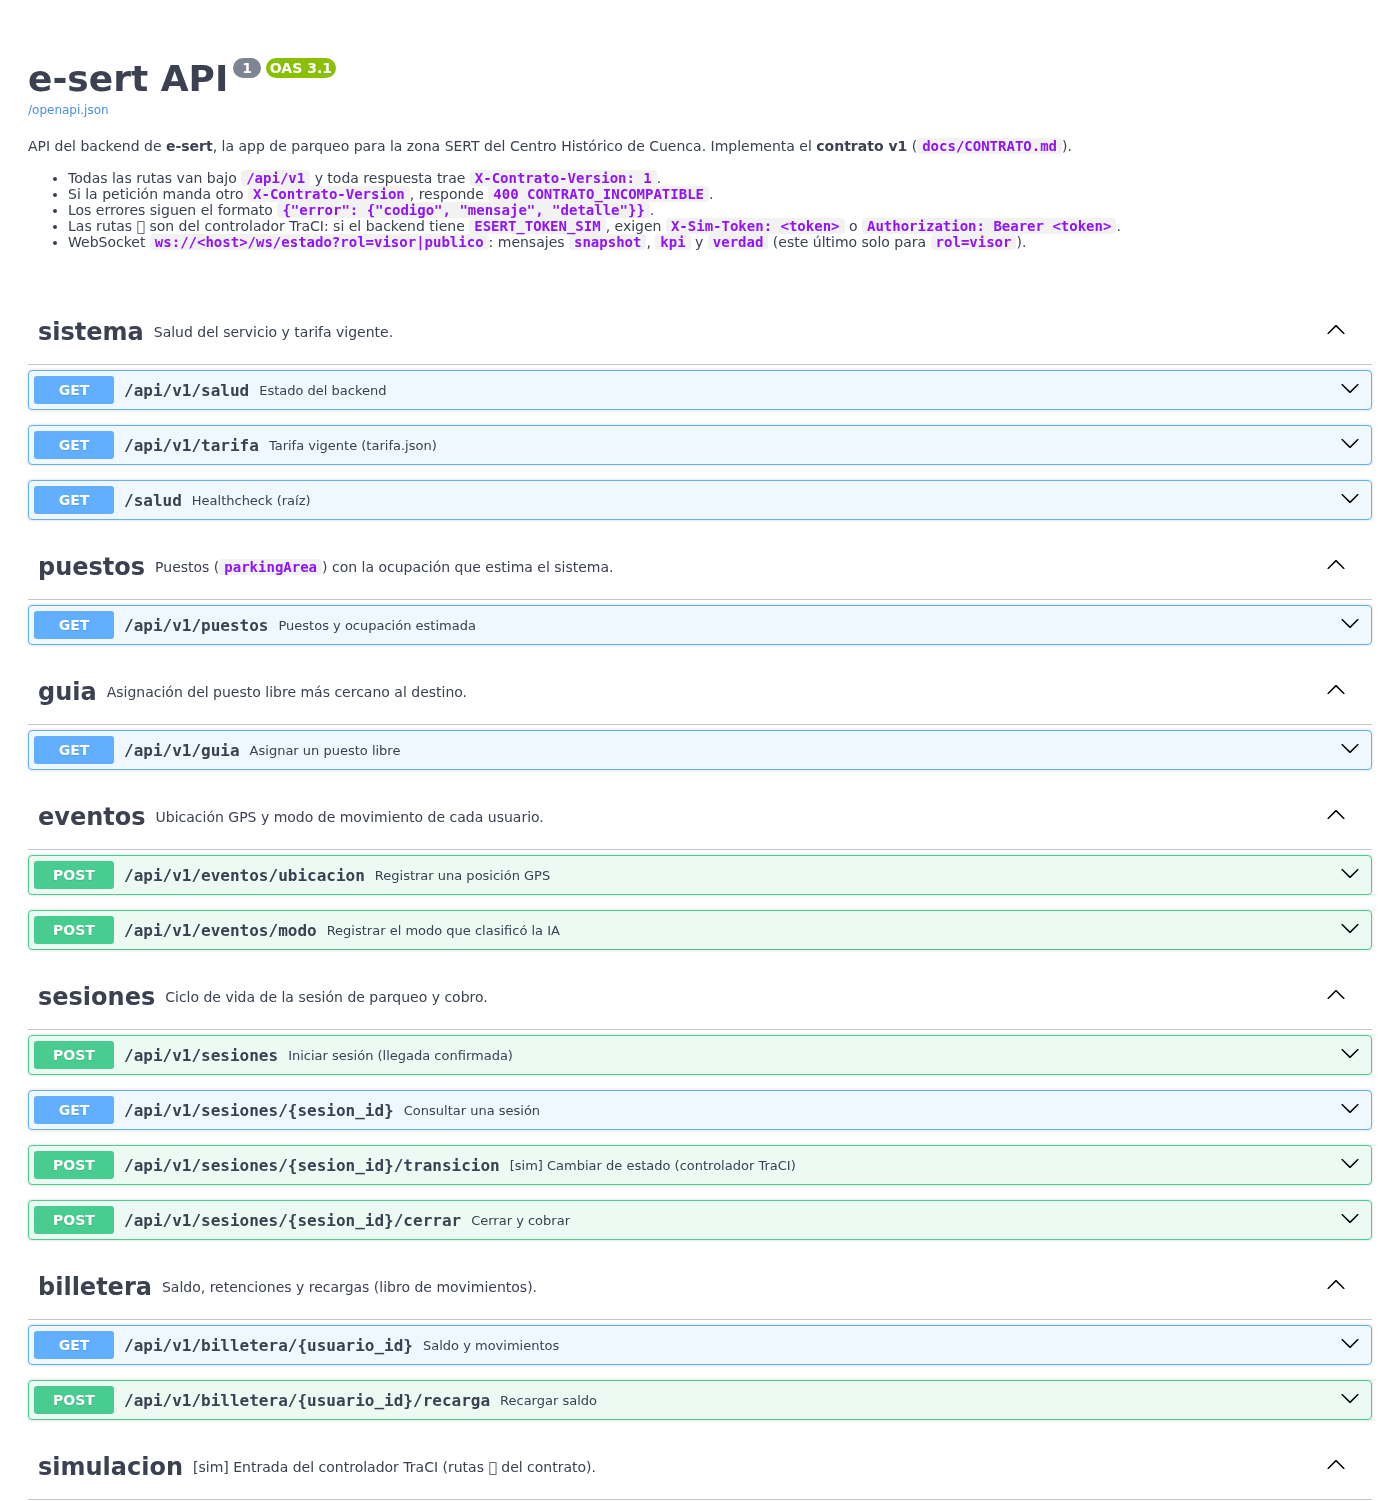 e-sert API 1 OAS 3.1
/openapi.json
API del backend de e-sert, la app de parqueo para la zona SERT del Centro Histórico de Cuenca. Implementa el contrato v1 ( docs/CONTRATO.md ).
• Todas las rutas van bajo /api/v1 y toda respuesta trae X-Contrato-Version: 1 .
• Si la petición manda otro X-Contrato-Version , responde 400 CONTRATO_INCOMPATIBLE .
• Los errores siguen el formato {"error": {"codigo", "mensaje", "detalle"}} .
• Las rutas ▯ son del controlador TraCI: si el backend tiene ESERT_TOKEN_SIM , exigen X-Sim-Token: <token> o Authorization: Bearer <token> .
• WebSocket ws://<host>/ws/estado?rol=visor|publico : mensajes snapshot , kpi y verdad (este último solo para rol=visor ).
sistema Salud del servicio y tarifa vigente.
GET /api/v1/salud Estado del backend
GET /api/v1/tarifa Tarifa vigente (tarifa.json)
GET /salud Healthcheck (raíz)
puestos Puestos ( parkingArea ) con la ocupación que estima el sistema.
GET /api/v1/puestos Puestos y ocupación estimada
guia Asignación del puesto libre más cercano al destino.
GET /api/v1/guia Asignar un puesto libre
eventos Ubicación GPS y modo de movimiento de cada usuario.
POST /api/v1/eventos/ubicacion Registrar una posición GPS
POST /api/v1/eventos/modo Registrar el modo que clasificó la IA
sesiones Ciclo de vida de la sesión de parqueo y cobro.
POST /api/v1/sesiones Iniciar sesión (llegada confirmada)
GET /api/v1/sesiones/{sesion_id} Consultar una sesión
POST /api/v1/sesiones/{sesion_id}/transicion [sim] Cambiar de estado (controlador TraCI)
POST /api/v1/sesiones/{sesion_id}/cerrar Cerrar y cobrar
billetera Saldo, retenciones y recargas (libro de movimientos).
GET /api/v1/billetera/{usuario_id} Saldo y movimientos
POST /api/v1/billetera/{usuario_id}/recarga Recargar saldo
simulacion [sim] Entrada del controlador TraCI (rutas ▯ del contrato).